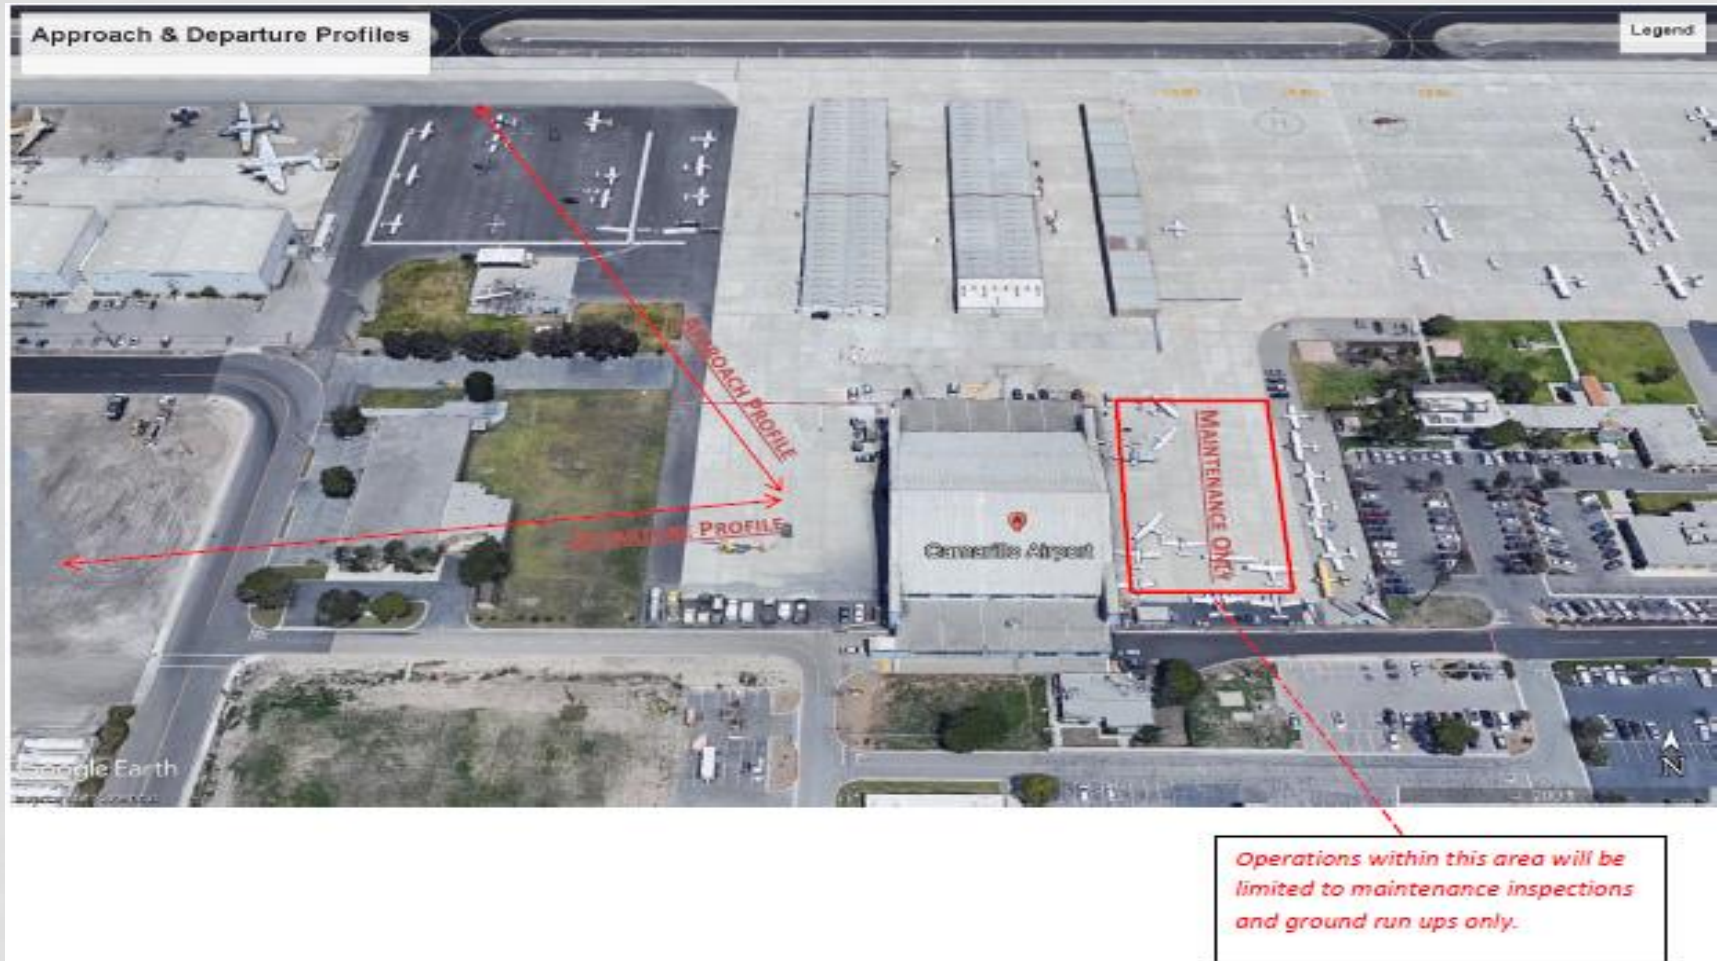 Approach & Departure Profiles
Legend
APPROACH PROFILE
PROFILE
MAINTENANCE ONLY
Camarillo Airport
Google Earth
N
Operations within this area will be
limited to maintenance inspections
and ground run ups only.